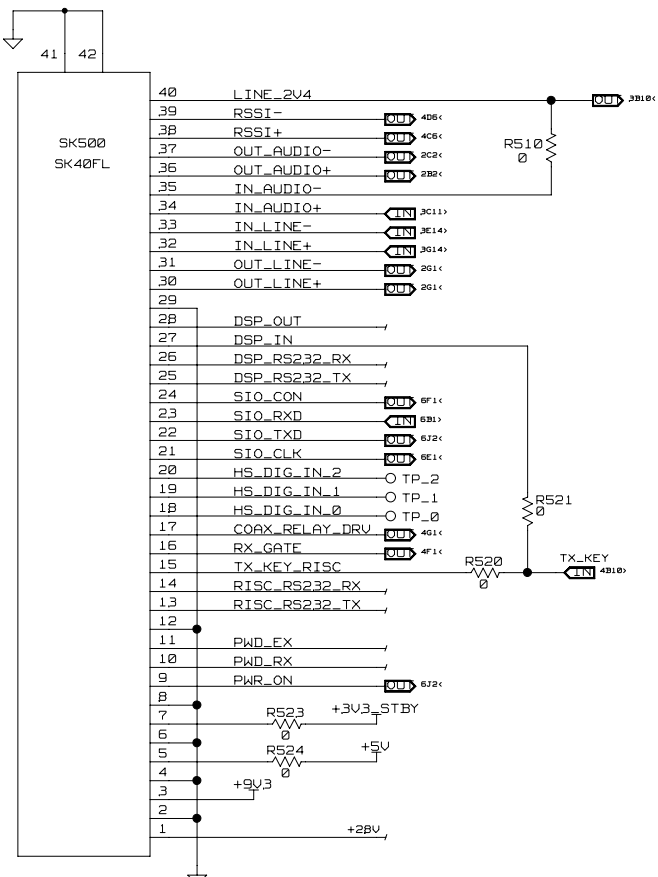 41 42
SK500
SK40FL
40 LINE_2V4 OUT 3B10<
39 RSSI- OUT 4D6<
38 RSSI+ OUT 4C6<
37 OUT_AUDIO- OUT 2C2<
36 OUT_AUDIO+ OUT 2B2<
R510
0
35 IN_AUDIO-
34 IN_AUDIO+ IN 3C11>
33 IN_LINE- IN 3E14>
32 IN_LINE+ IN 3G14>
31 OUT_LINE- OUT 2G1<
30 OUT_LINE+ OUT 2G1<
29
28 DSP_OUT
27 DSP_IN
26 DSP_RS232_RX
25 DSP_RS232_TX
24 SIO_CON OUT 6F1<
23 SIO_RXD IN 6B1>
22 SIO_TXD OUT 6J2<
21 SIO_CLK OUT 6E1<
20 HS_DIG_IN_2 TP_2
19 HS_DIG_IN_1 TP_1
18 HS_DIG_IN_0 TP_0
R521
0
17 COAX_RELAY_DRV OUT 4G1<
16 RX_GATE OUT 4F1<
15 TX_KEY_RISC R520 0 TX_KEY IN 4B10>
14 RISC_RS232_RX
13 RISC_RS232_TX
12
11 PWD_EX
10 PWD_RX
9 PWR_ON OUT 6J2<
8
7 R523 0 +3V3_STBY
6
5 R524 0 +5V
4
3 +9V3
2
1 +28V